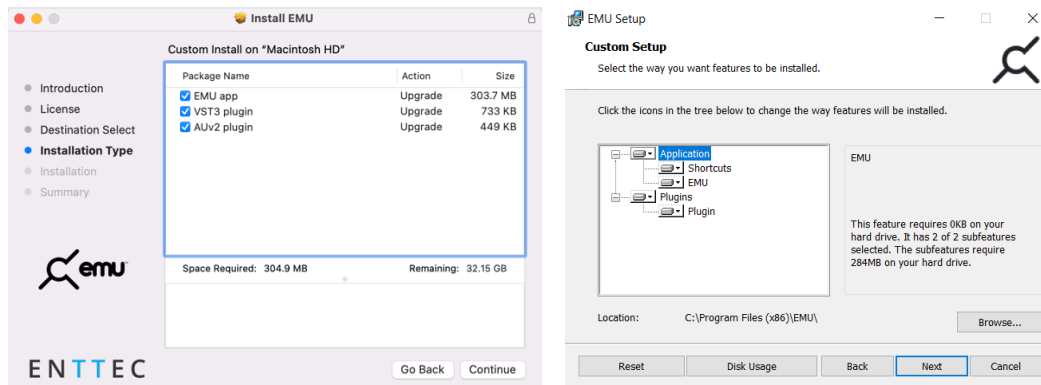 Install EMU
Custom Install on "Macintosh HD"
Introduction
License
Destination Select
Installation Type
Installation
Summary
Package Name Action Size
EMU app Upgrade 303.7 MB
VST3 plugin Upgrade 733 KB
AUv2 plugin Upgrade 449 KB
Space Required: 304.9 MB Remaining: 32.15 GB
emu
ENTTEC
Go Back Continue
EMU Setup
Custom Setup
Select the way you want features to be installed.
Click the icons in the tree below to change the way features will be installed.
Application
Shortcuts
EMU
Plugins
Plugin
EMU
This feature requires 0KB on your
hard drive. It has 2 of 2 subfeatures
selected. The subfeatures require
284MB on your hard drive.
Location: C:\Program Files (x86)\EMU\
Browse...
Reset Disk Usage Back Next Cancel